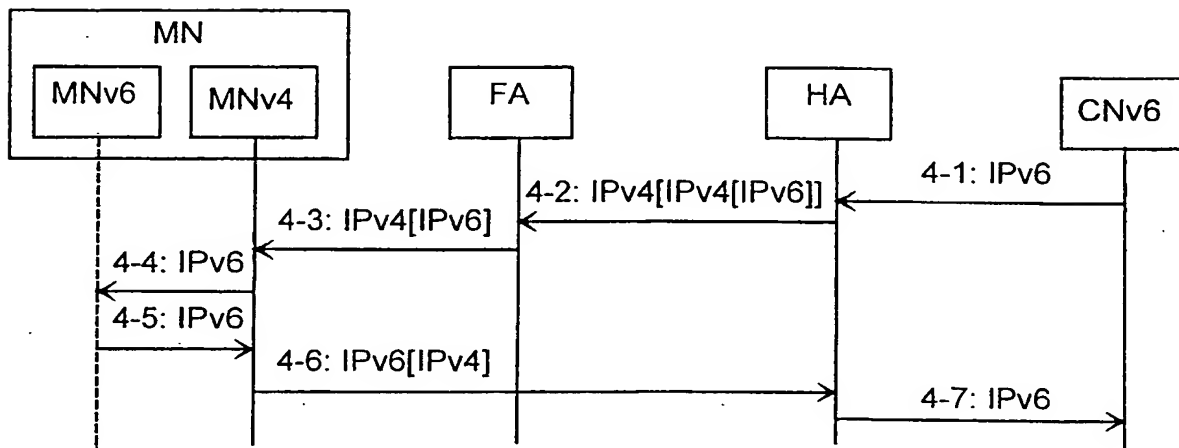 MN
MNv6
MNv4
FA
HA
CNv6
4-1: IPv6
4-2: IPv4[IPv4[IPv6]]
4-3: IPv4[IPv6]
4-4: IPv6
4-5: IPv6
4-6: IPv6[IPv4]
4-7: IPv6